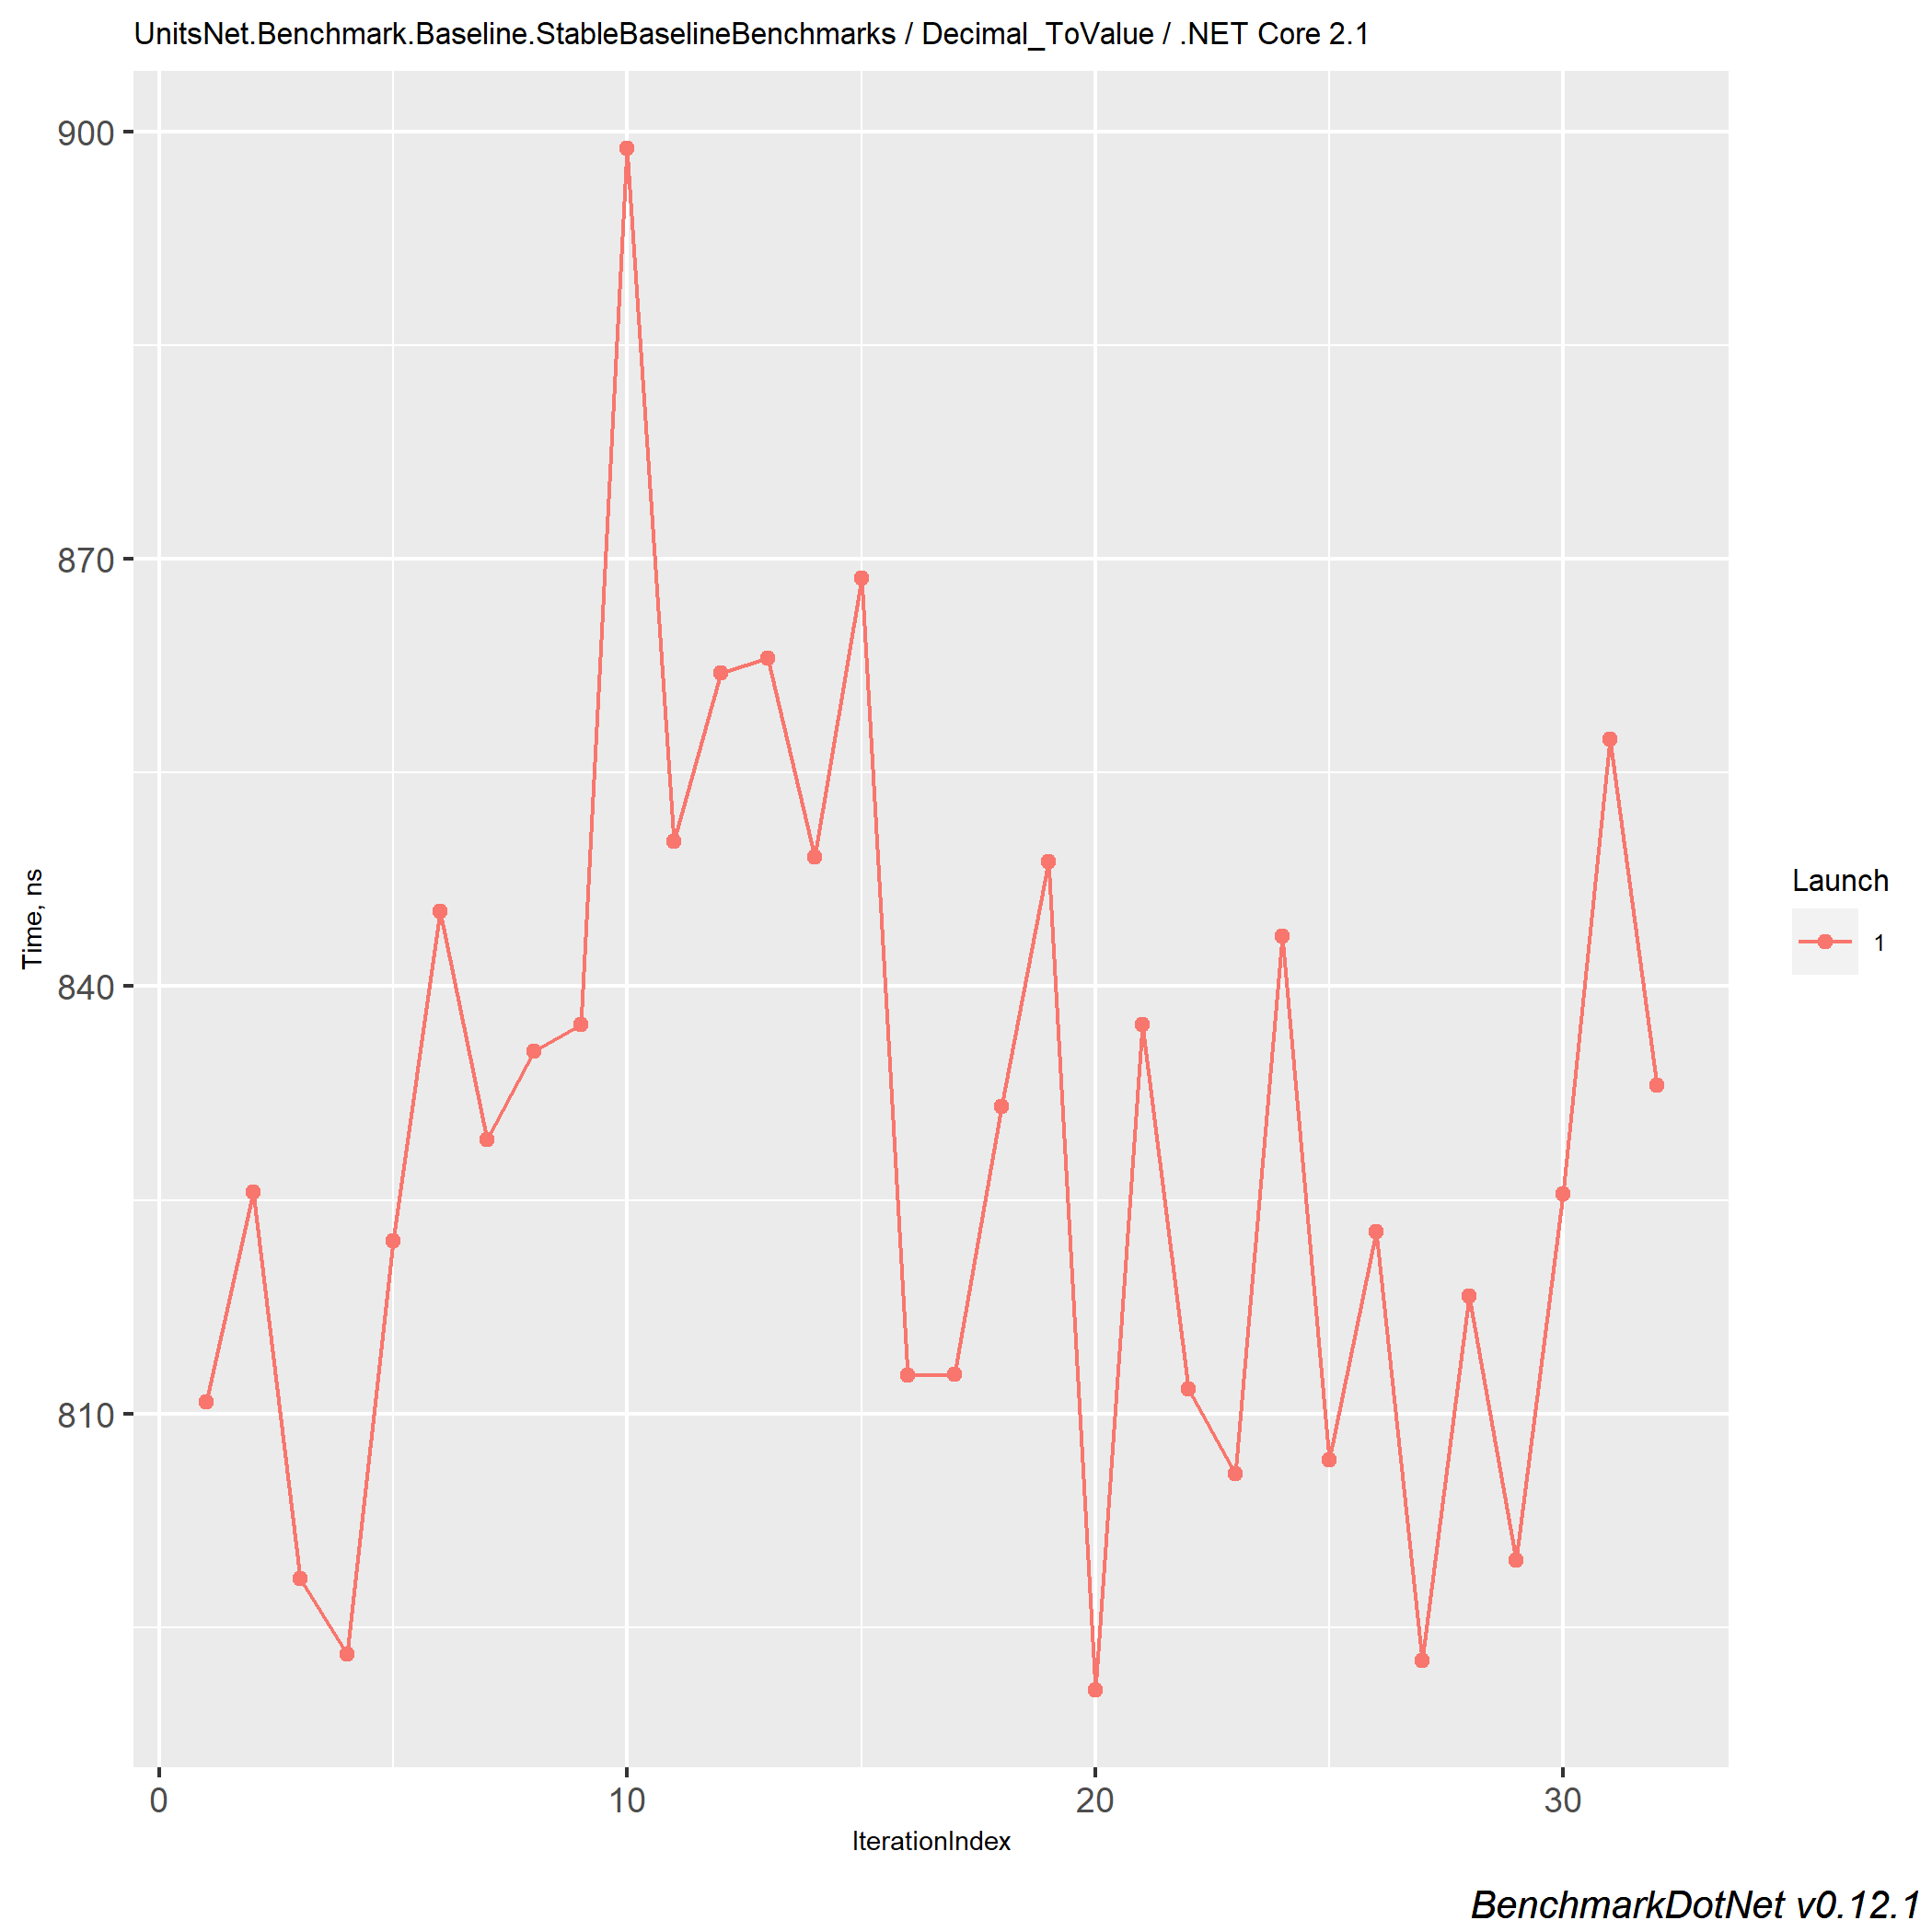 UnitsNet.Benchmark.Baseline.StableBaselineBenchmarks / Decimal_ToValue / .NET Core 2.1
900
870
840
810
Time, ns
0 10 20 30
IterationIndex
Launch
1
BenchmarkDotNet v0.12.1